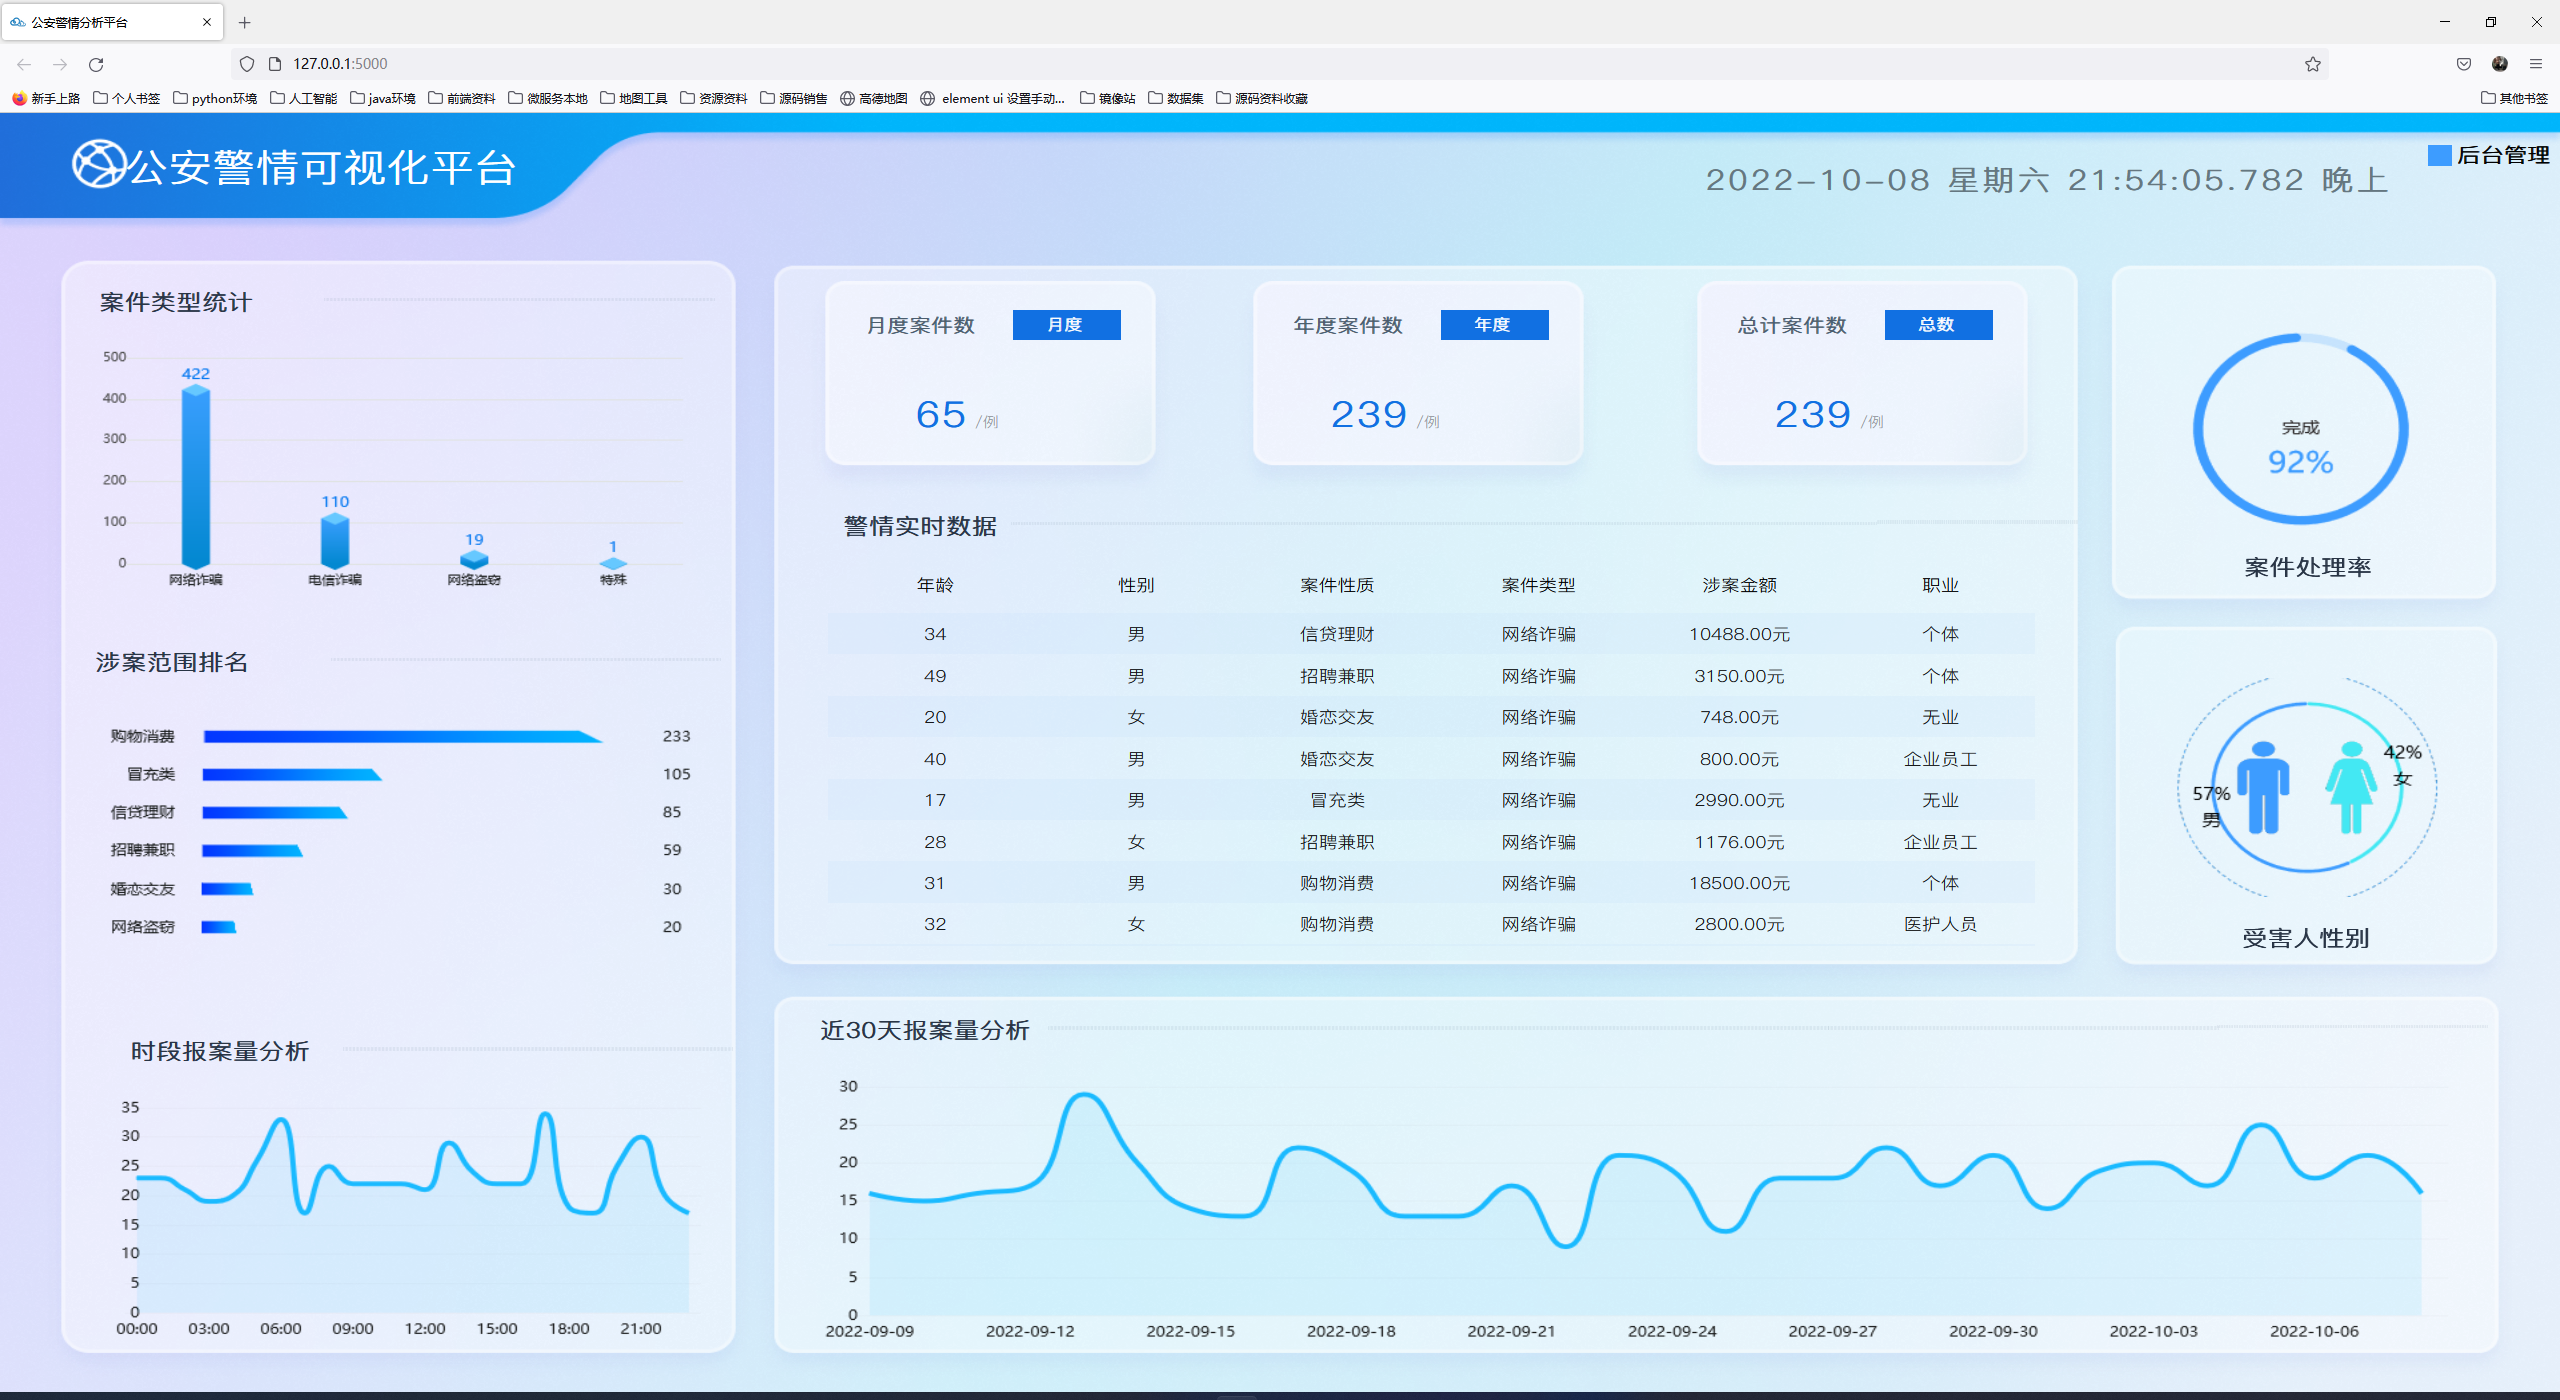 公安警情分析平台
127.0.0.1:5000
新手上路 个人书签 python环境 人工智能 java环境 前端资料 微服务本地 地图工具 资源资料 源码销售 高德地图 element ui 设置手动... 镜像站 数据集 源码资料收藏 其他书签
公安警情可视化平台
2022-10-08 星期六 21:54:05.782 晚上
后台管理
案件类型统计
500
400
300
200
100
0
422
110
19
1
网络诈骗 电信诈骗 网络盗窃 特殊
涉案范围排名
购物消费 233
冒充类 105
信贷理财 85
招聘兼职 59
婚恋交友 30
网络盗窃 20
时段报案量分析
35
30
25
20
15
10
5
0
00:00 03:00 06:00 09:00 12:00 15:00 18:00 21:00
月度案件数 月度
65 /例
年度案件数 年度
239 /例
总计案件数 总数
239 /例
警情实时数据
年龄 性别 案件性质 案件类型 涉案金额 职业
34 男 信贷理财 网络诈骗 10488.00元 个体
49 男 招聘兼职 网络诈骗 3150.00元 个体
20 女 婚恋交友 网络诈骗 748.00元 无业
40 男 婚恋交友 网络诈骗 800.00元 企业员工
17 男 冒充类 网络诈骗 2990.00元 无业
28 女 招聘兼职 网络诈骗 1176.00元 企业员工
31 男 购物消费 网络诈骗 18500.00元 个体
32 女 购物消费 网络诈骗 2800.00元 医护人员
完成
92%
案件处理率
42%
女
57%
男
受害人性别
近30天报案量分析
30
25
20
15
10
5
0
2022-09-09 2022-09-12 2022-09-15 2022-09-18 2022-09-21 2022-09-24 2022-09-27 2022-09-30 2022-10-03 2022-10-06